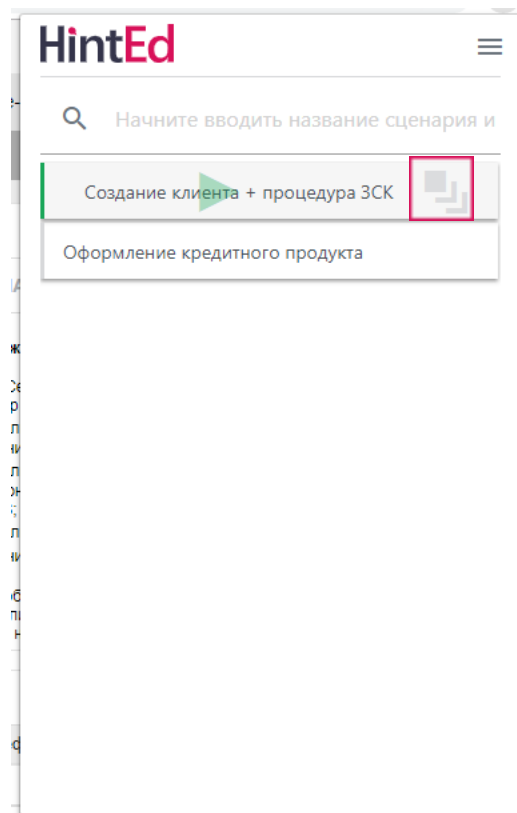 HintEd
Начните вводить название сценария и
Создание клиента + процедура ЗСК
Оформление кредитного продукта